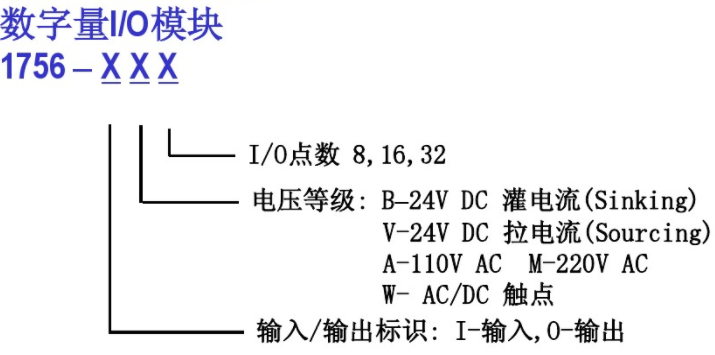 数字量I/O模块
1756 – X X X
I/O点数 8,16,32
电压等级: B–24V DC 灌电流(Sinking)
V-24V DC 拉电流(Sourcing)
A-110V AC M-220V AC
W- AC/DC 触点
输入/输出标识: I-输入,O-输出